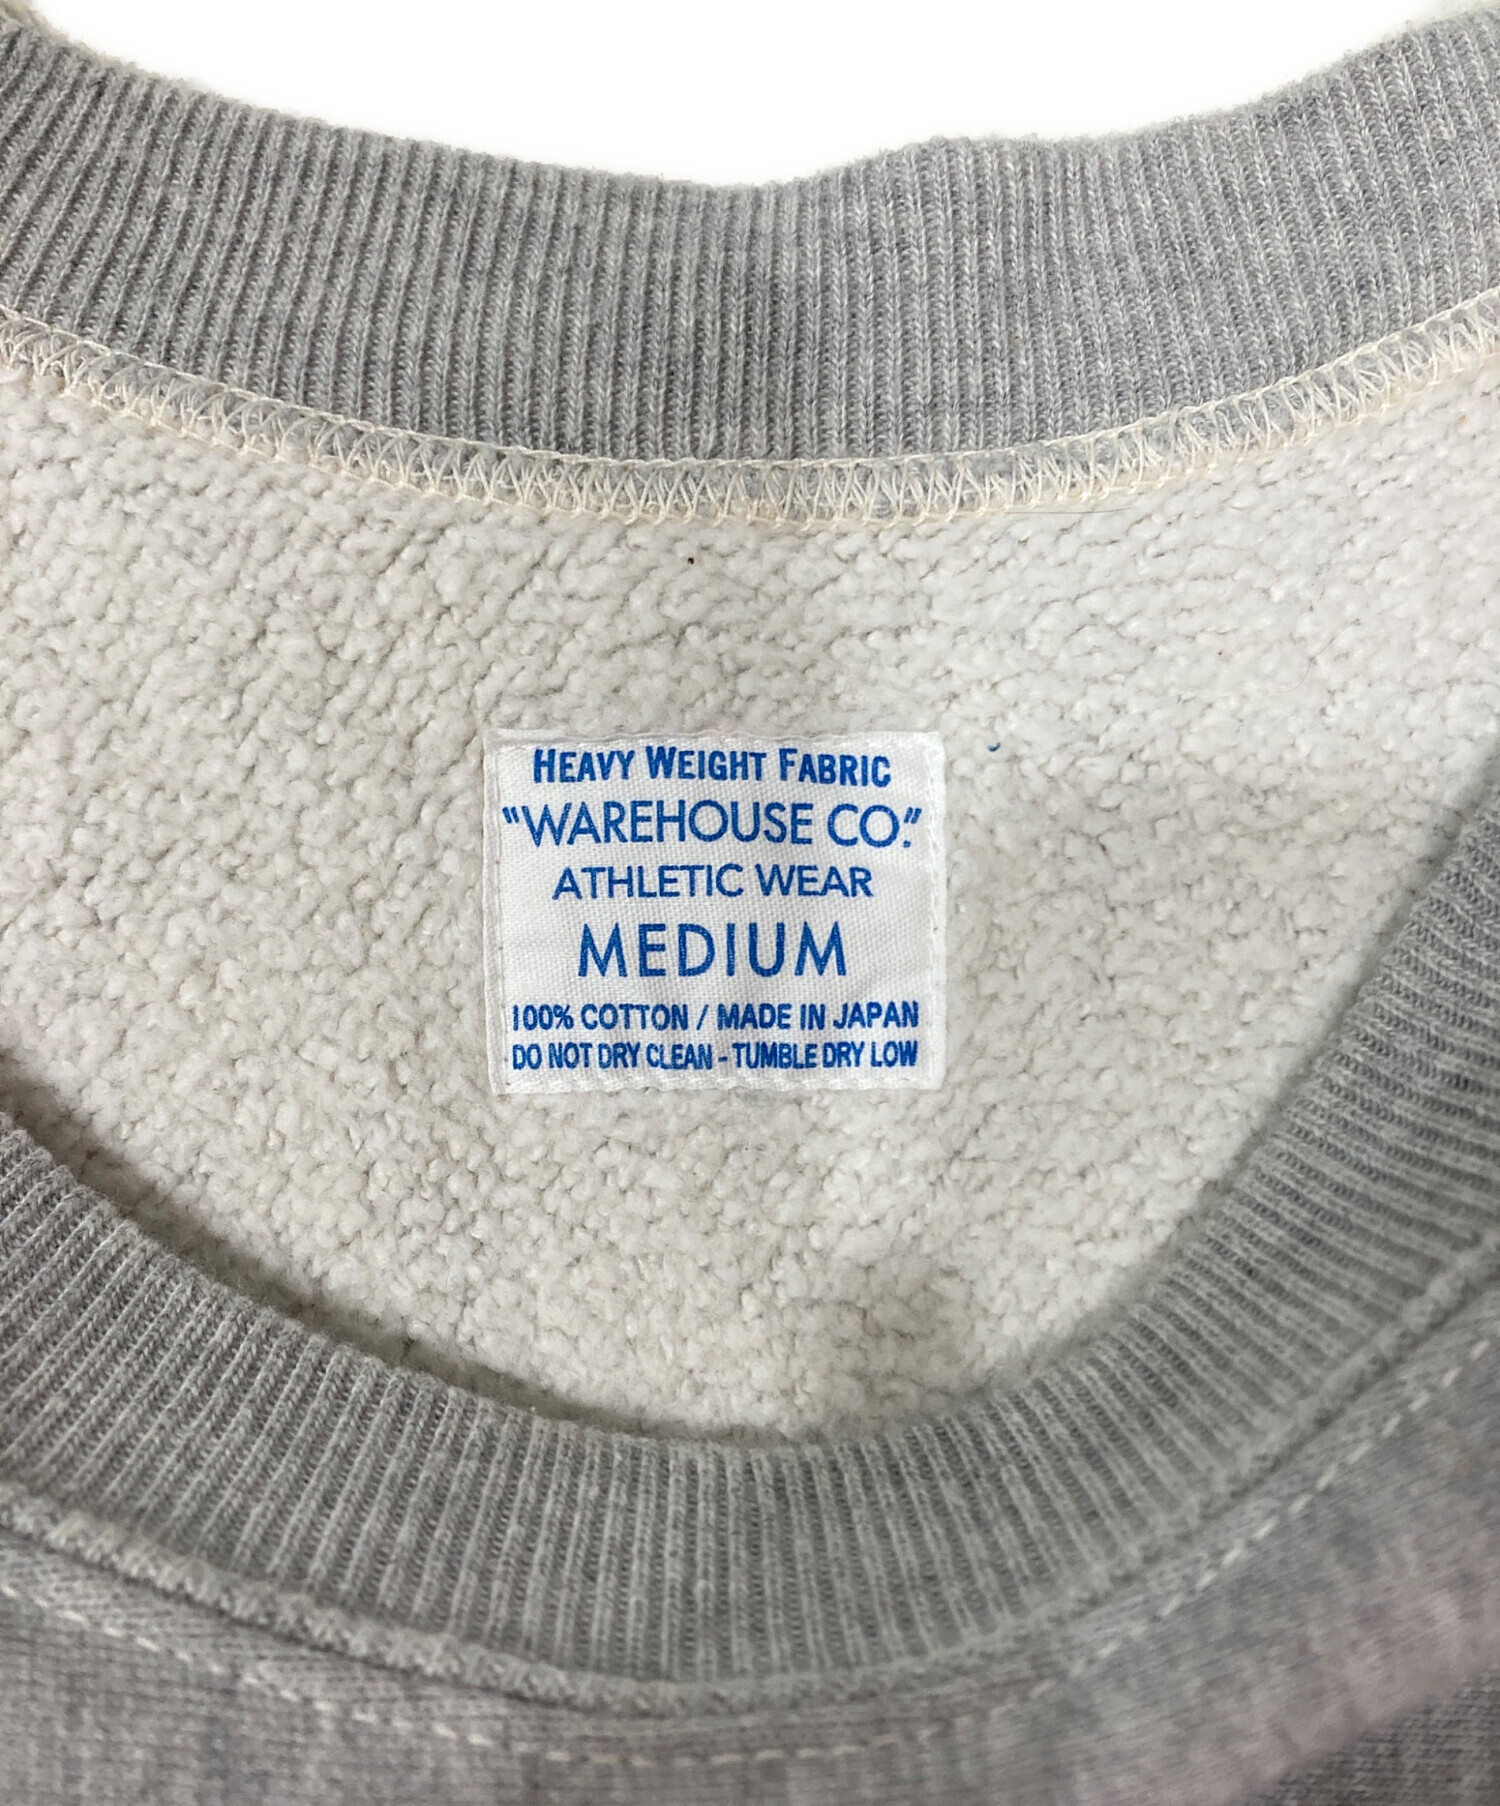 HEAVY WEIGHT FABRIC
"WAREHOUSE CO."
ATHLETIC WEAR
MEDIUM
100% COTTON / MADE IN JAPAN
DO NOT DRY CLEAN - TUMBLE DRY LOW